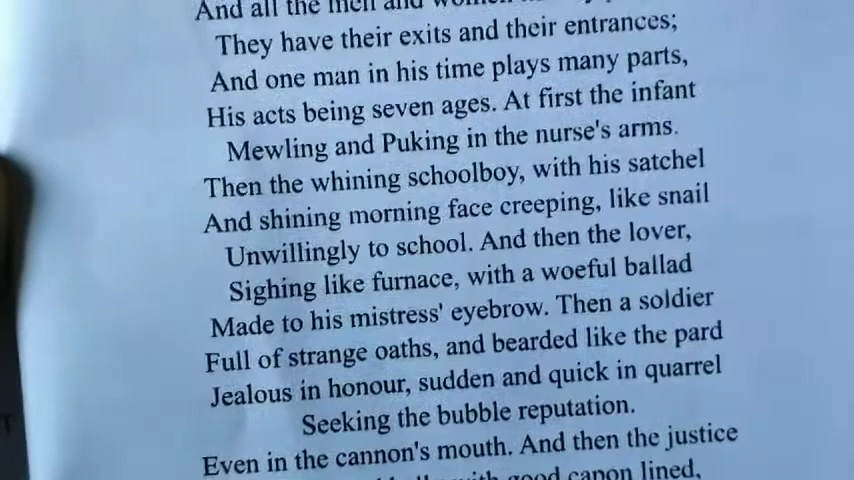 And all the men and women
They have their exits and their entrances;
And one man in his time plays many parts,
His acts being seven ages. At first the infant
Mewling and Puking in the nurse's arms.
Then the whining schoolboy, with his satchel
And shining morning face creeping, like snail
Unwillingly to school. And then the lover,
Sighing like furnace, with a woeful ballad
Made to his mistress' eyebrow. Then a soldier
Full of strange oaths, and bearded like the pard
Jealous in honour, sudden and quick in quarrel
Seeking the bubble reputation.
Even in the cannon's mouth. And then the justice
with good capon lined,